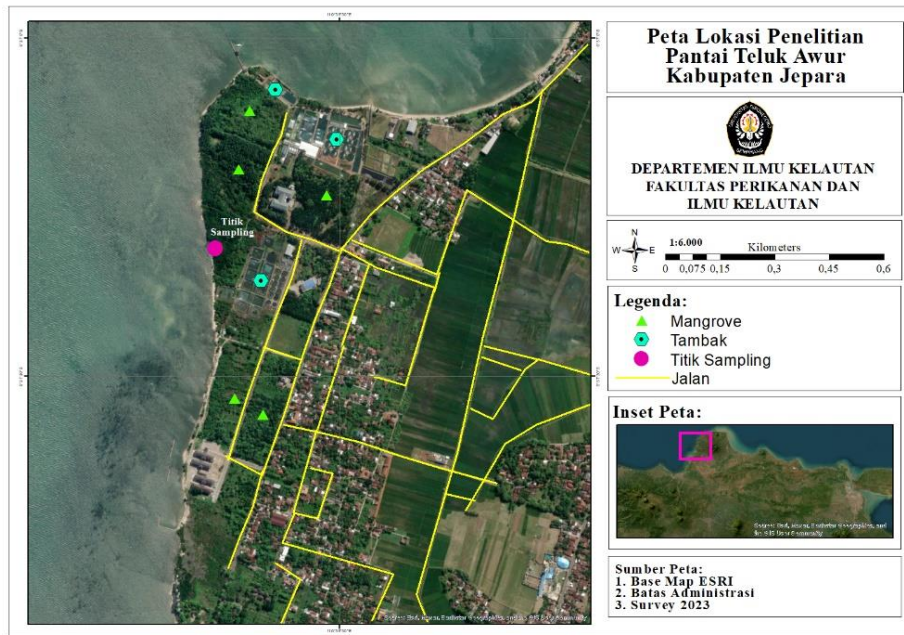 Peta Lokasi Penelitian
Pantai Teluk Awur
Kabupaten Jepara
DEPARTEMEN ILMU KELAUTAN
FAKULTAS PERIKANAN DAN
ILMU KELAUTAN
N
W E
S
1:6.000 Kilometers
0 0,075 0,15 0,3 0,45 0,6
Legenda:
Mangrove
Tambak
Titik Sampling
Jalan
Inset Peta:
Sumber Peta:
1. Base Map ESRI
2. Batas Administrasi
3. Survey 2023
Titik
Sampling